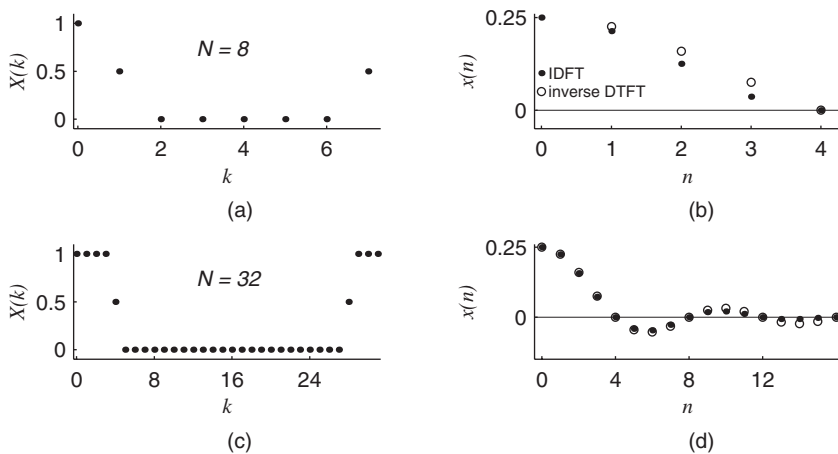 1
0.5
0
X(k)
N = 8
0 2 4 6
k
(a)
0.25
0
x(n)
IDFT
inverse DTFT
0 1 2 3 4
n
(b)
1
0.5
0
X(k)
N = 32
0 8 16 24
k
(c)
0.25
0
x(n)
0 4 8 12
n
(d)